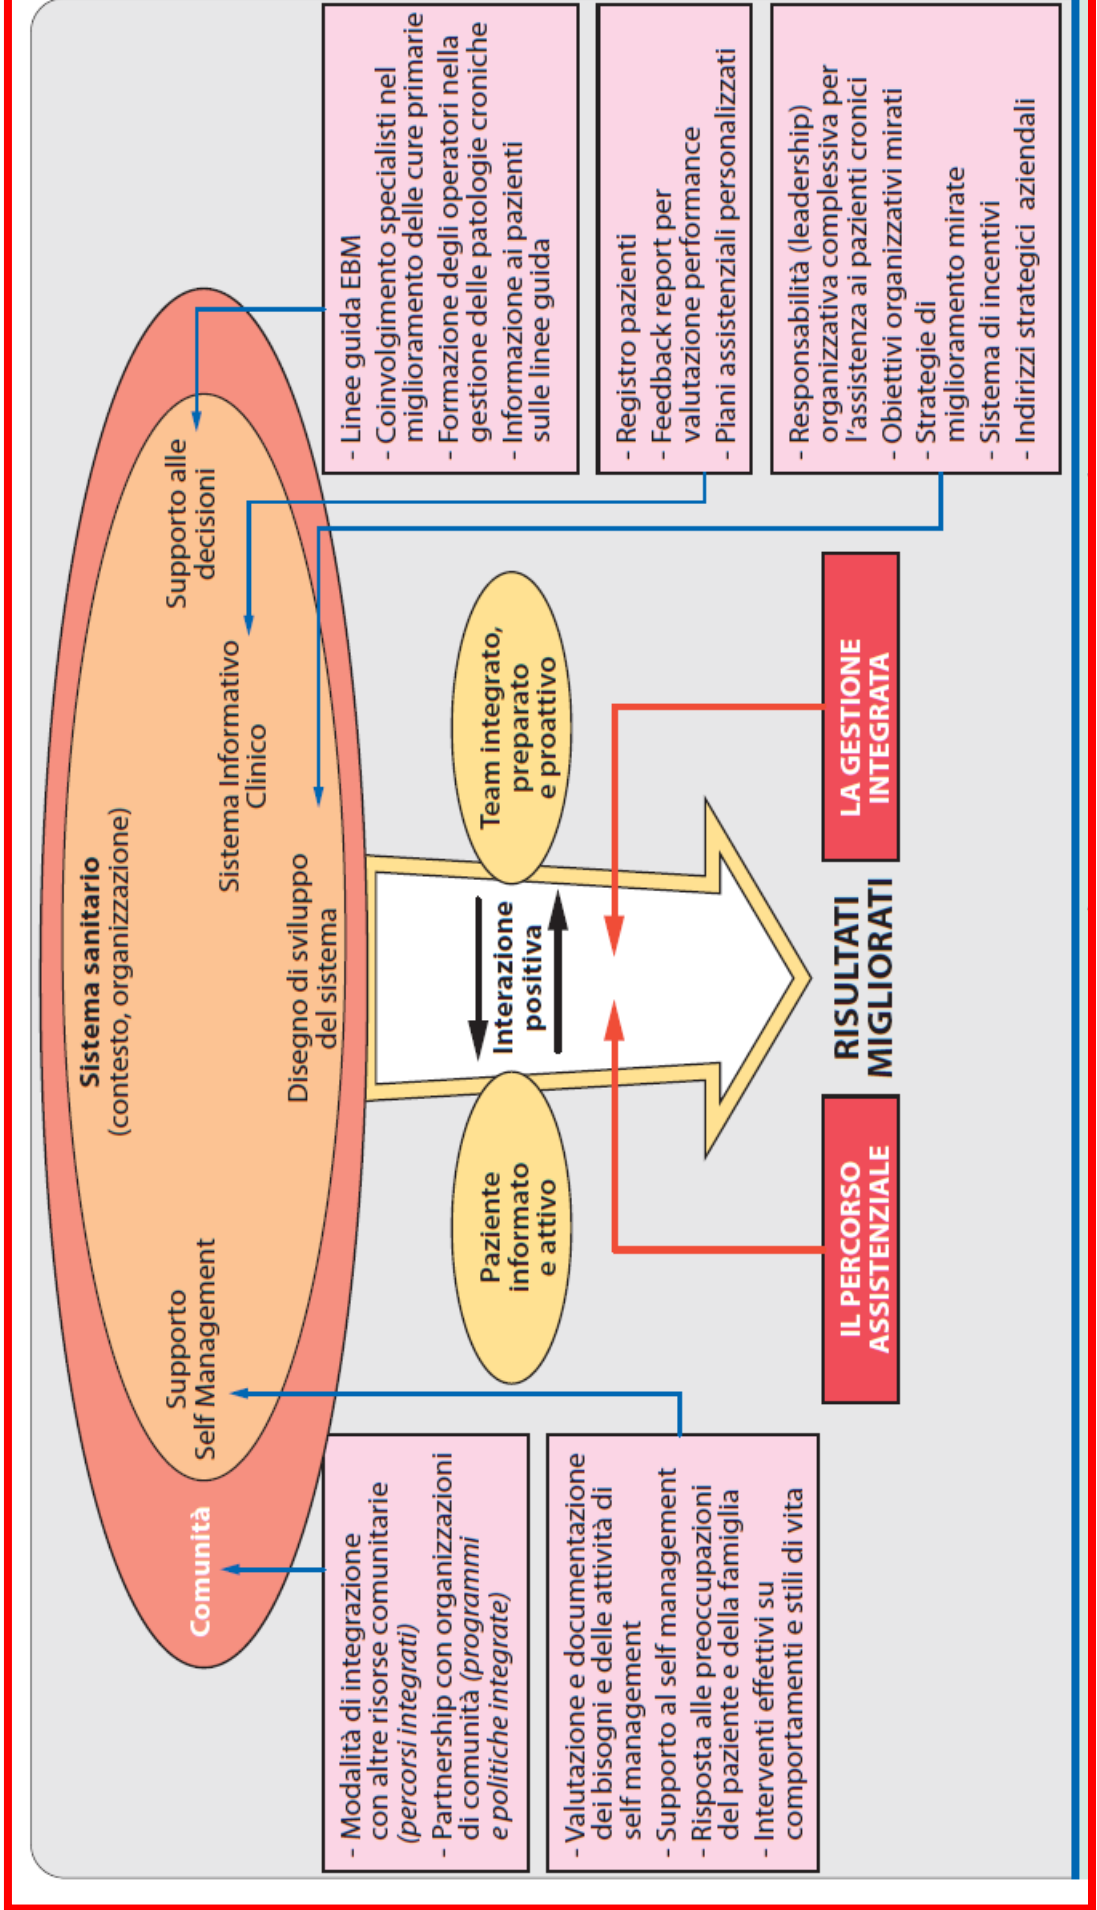 Comunità
Sistema sanitario
(contesto, organizzazione)
Supporto
Self Management
Disegno di sviluppo
del sistema
Sistema Informativo
Clinico
Supporto alle
decisioni
- Modalità di integrazione
con altre risorse comunitarie
(percorsi integrati)
- Partnership con organizzazioni
di comunità (programmi
e politiche integrate)
- Valutazione e documentazione
dei bisogni e delle attività di
self management
- Supporto al self management
- Risposta alle preoccupazioni
del paziente e della famiglia
- Interventi effettivi su
comportamenti e stili di vita
Paziente
informato
e attivo
Interazione
positiva
Team integrato,
preparato
e proattivo
- Linee guida EBM
- Coinvolgimento specialisti nel
miglioramento delle cure primarie
- Formazione degli operatori nella
gestione delle patologie croniche
- Informazione ai pazienti
sulle linee guida
- Registro pazienti
- Feedback report per
valutazione performance
- Piani assistenziali personalizzati
- Responsabilità (leadership)
organizzativa complessiva per
l'assistenza ai pazienti cronici
- Obiettivi organizzativi mirati
- Strategie di
miglioramento mirate
- Sistema di incentivi
- Indirizzi strategici aziendali
IL PERCORSO
ASSISTENZIALE
RISULTATI
MIGLIORATI
LA GESTIONE
INTEGRATA